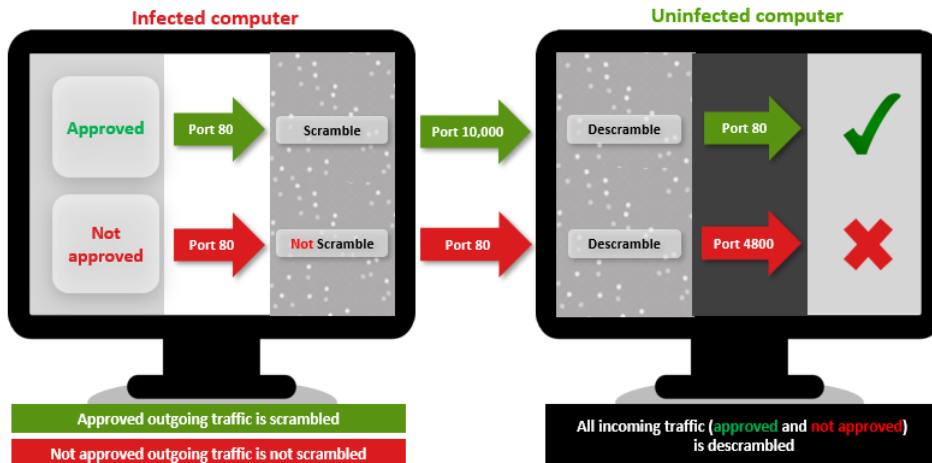 Infected computer
Uninfected computer
Approved
Port 80
Scramble
Port 10,000
Descramble
Port 80
Not
approved
Port 80
Not Scramble
Port 80
Descramble
Port 4800
Approved outgoing traffic is scrambled
Not approved outgoing traffic is not scrambled
All incoming traffic (approved and not approved)
is descrambled